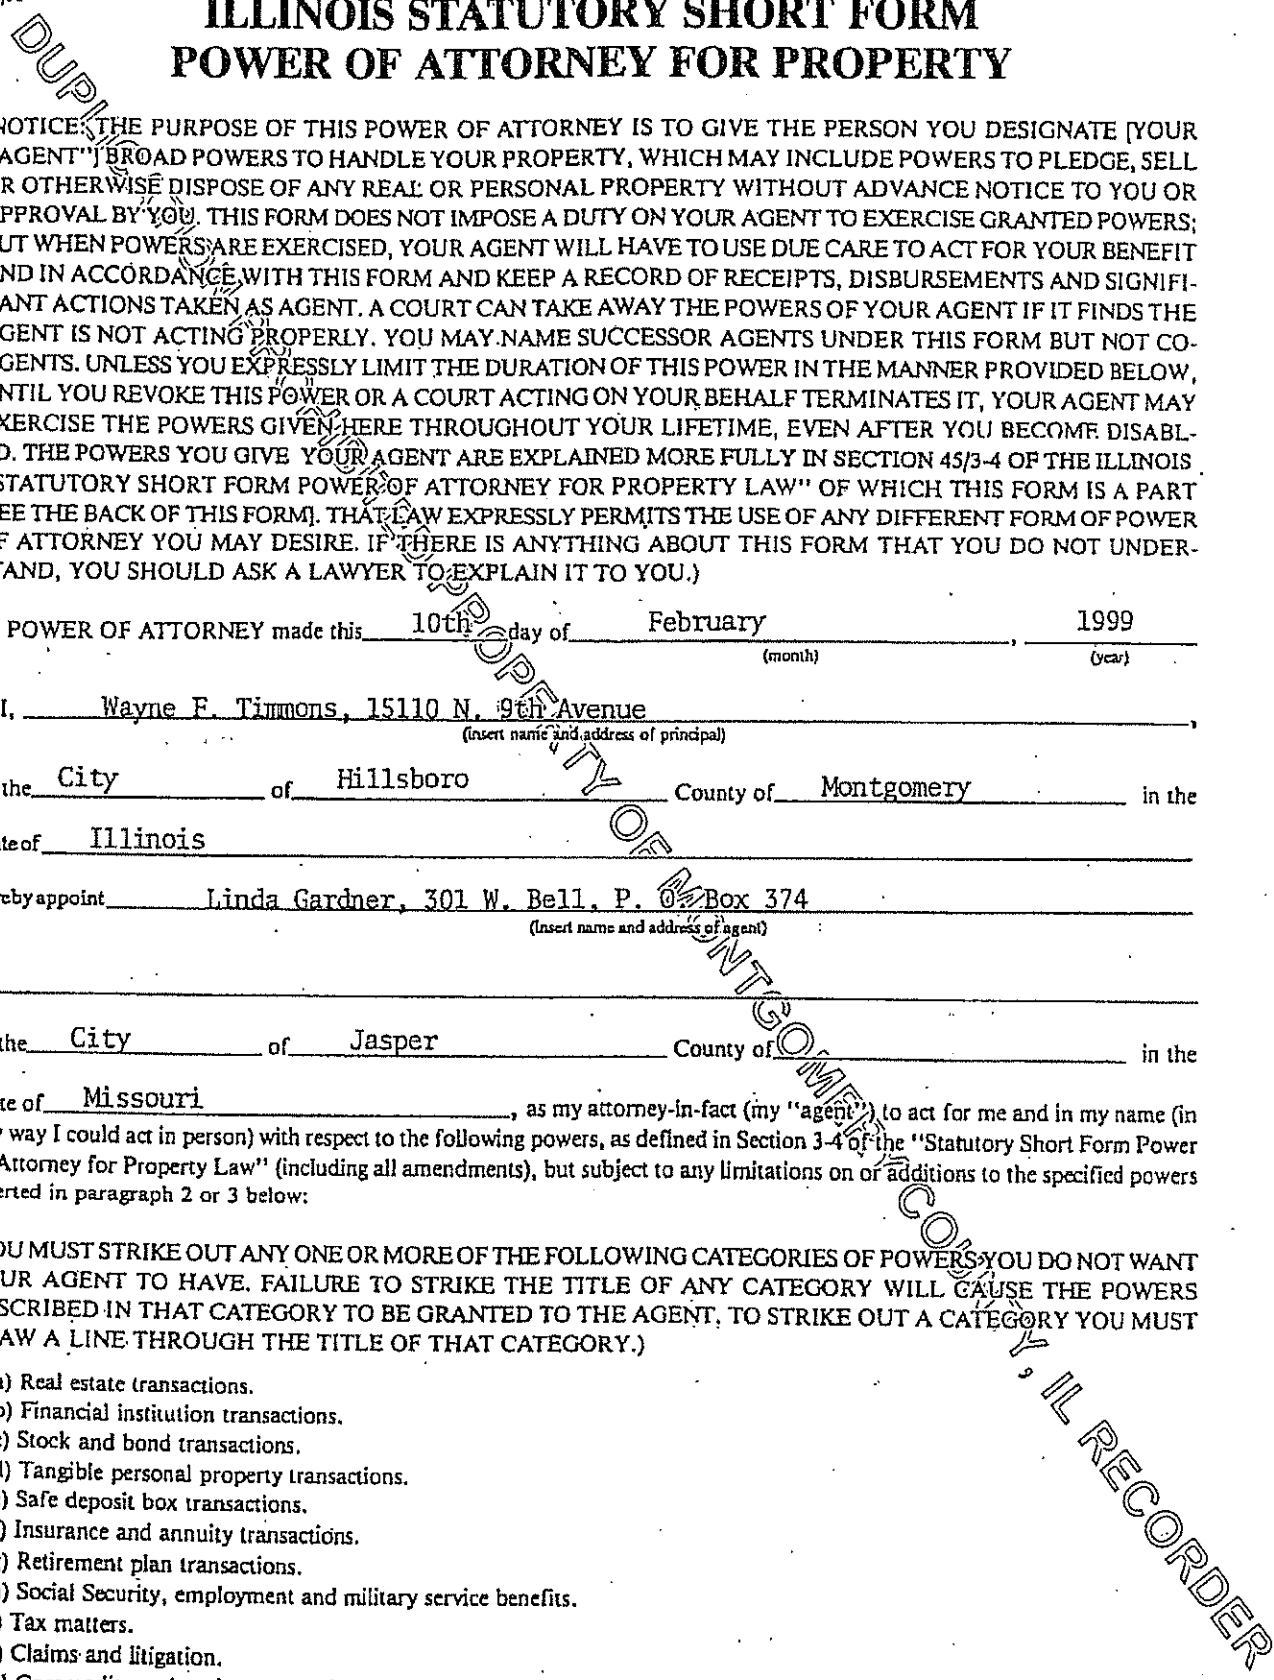 ILLINOIS STATUTORY SHORT FORM
POWER OF ATTORNEY FOR PROPERTY
NOTICE: THE PURPOSE OF THIS POWER OF ATTORNEY IS TO GIVE THE PERSON YOU DESIGNATE [YOUR
AGENT"] BROAD POWERS TO HANDLE YOUR PROPERTY, WHICH MAY INCLUDE POWERS TO PLEDGE, SELL
R OTHERWISE DISPOSE OF ANY REAL OR PERSONAL PROPERTY WITHOUT ADVANCE NOTICE TO YOU OR
PPROVAL BY YOU. THIS FORM DOES NOT IMPOSE A DUTY ON YOUR AGENT TO EXERCISE GRANTED POWERS;
UT WHEN POWERS ARE EXERCISED, YOUR AGENT WILL HAVE TO USE DUE CARE TO ACT FOR YOUR BENEFIT
ND IN ACCORDANCE WITH THIS FORM AND KEEP A RECORD OF RECEIPTS, DISBURSEMENTS AND SIGNIFI-
ANT ACTIONS TAKEN AS AGENT. A COURT CAN TAKE AWAY THE POWERS OF YOUR AGENT IF IT FINDS THE
GENT IS NOT ACTING PROPERLY. YOU MAY NAME SUCCESSOR AGENTS UNDER THIS FORM BUT NOT CO-
GENTS. UNLESS YOU EXPRESSLY LIMIT THE DURATION OF THIS POWER IN THE MANNER PROVIDED BELOW,
NTIL YOU REVOKE THIS POWER OR A COURT ACTING ON YOUR BEHALF TERMINATES IT, YOUR AGENT MAY
XERCISE THE POWERS GIVEN HERE THROUGHOUT YOUR LIFETIME, EVEN AFTER YOU BECOME DISABL-
D. THE POWERS YOU GIVE YOUR AGENT ARE EXPLAINED MORE FULLY IN SECTION 45/3-4 OF THE ILLINOIS
STATUTORY SHORT FORM POWER OF ATTORNEY FOR PROPERTY LAW" OF WHICH THIS FORM IS A PART
EE THE BACK OF THIS FORM]. THAT LAW EXPRESSLY PERMITS THE USE OF ANY DIFFERENT FORM OF POWER
F ATTORNEY YOU MAY DESIRE. IF THERE IS ANYTHING ABOUT THIS FORM THAT YOU DO NOT UNDER-
TAND, YOU SHOULD ASK A LAWYER TO EXPLAIN IT TO YOU.)
POWER OF ATTORNEY made this 10th day of February, 1999
(month) (year)
I, Wayne F. Timmons, 15110 N. 9th Avenue,
(insert name and address of principal)
the City of Hillsboro County of Montgomery in the
te of Illinois
eby appoint Linda Gardner, 301 W. Bell, P. O. Box 374
(insert name and address of agent)
the City of Jasper County of in the
te of Missouri, as my attorney-in-fact (my "agent") to act for me and in my name (in
way I could act in person) with respect to the following powers, as defined in Section 3-4 of the "Statutory Short Form Power
Attorney for Property Law" (including all amendments), but subject to any limitations on or additions to the specified powers
erted in paragraph 2 or 3 below:
OU MUST STRIKE OUT ANY ONE OR MORE OF THE FOLLOWING CATEGORIES OF POWERS YOU DO NOT WANT
UR AGENT TO HAVE. FAILURE TO STRIKE THE TITLE OF ANY CATEGORY WILL CAUSE THE POWERS
SCRIBED IN THAT CATEGORY TO BE GRANTED TO THE AGENT. TO STRIKE OUT A CATEGORY YOU MUST
AW A LINE THROUGH THE TITLE OF THAT CATEGORY.)
) Real estate transactions.
) Financial institution transactions.
) Stock and bond transactions.
) Tangible personal property transactions.
) Safe deposit box transactions.
) Insurance and annuity transactions.
) Retirement plan transactions.
) Social Security, employment and military service benefits.
Tax matters.
) Claims and litigation.
PROPERTY OF MONTGOMERY COUNTY, IL RECORDER